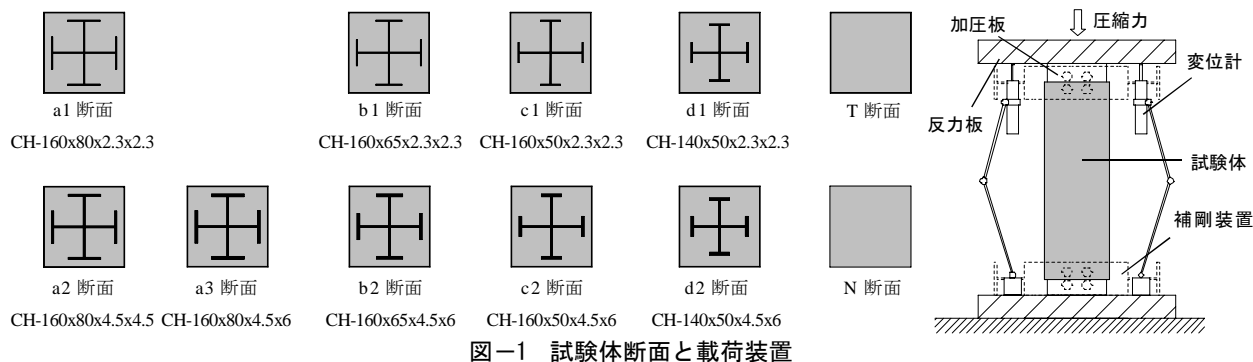 a1 断面
b1 断面
c1 断面
d1 断面
T 断面
CH-160x80x2.3x2.3
CH-160x65x2.3x2.3
CH-160x50x2.3x2.3
CH-140x50x2.3x2.3
a2 断面
a3 断面
b2 断面
c2 断面
d2 断面
N 断面
CH-160x80x4.5x4.5
CH-160x80x4.5x6
CH-160x65x4.5x6
CH-160x50x4.5x6
CH-140x50x4.5x6
加圧板
圧縮力
変位計
反力板
試験体
補剛装置
図－1 試験体断面と載荷装置